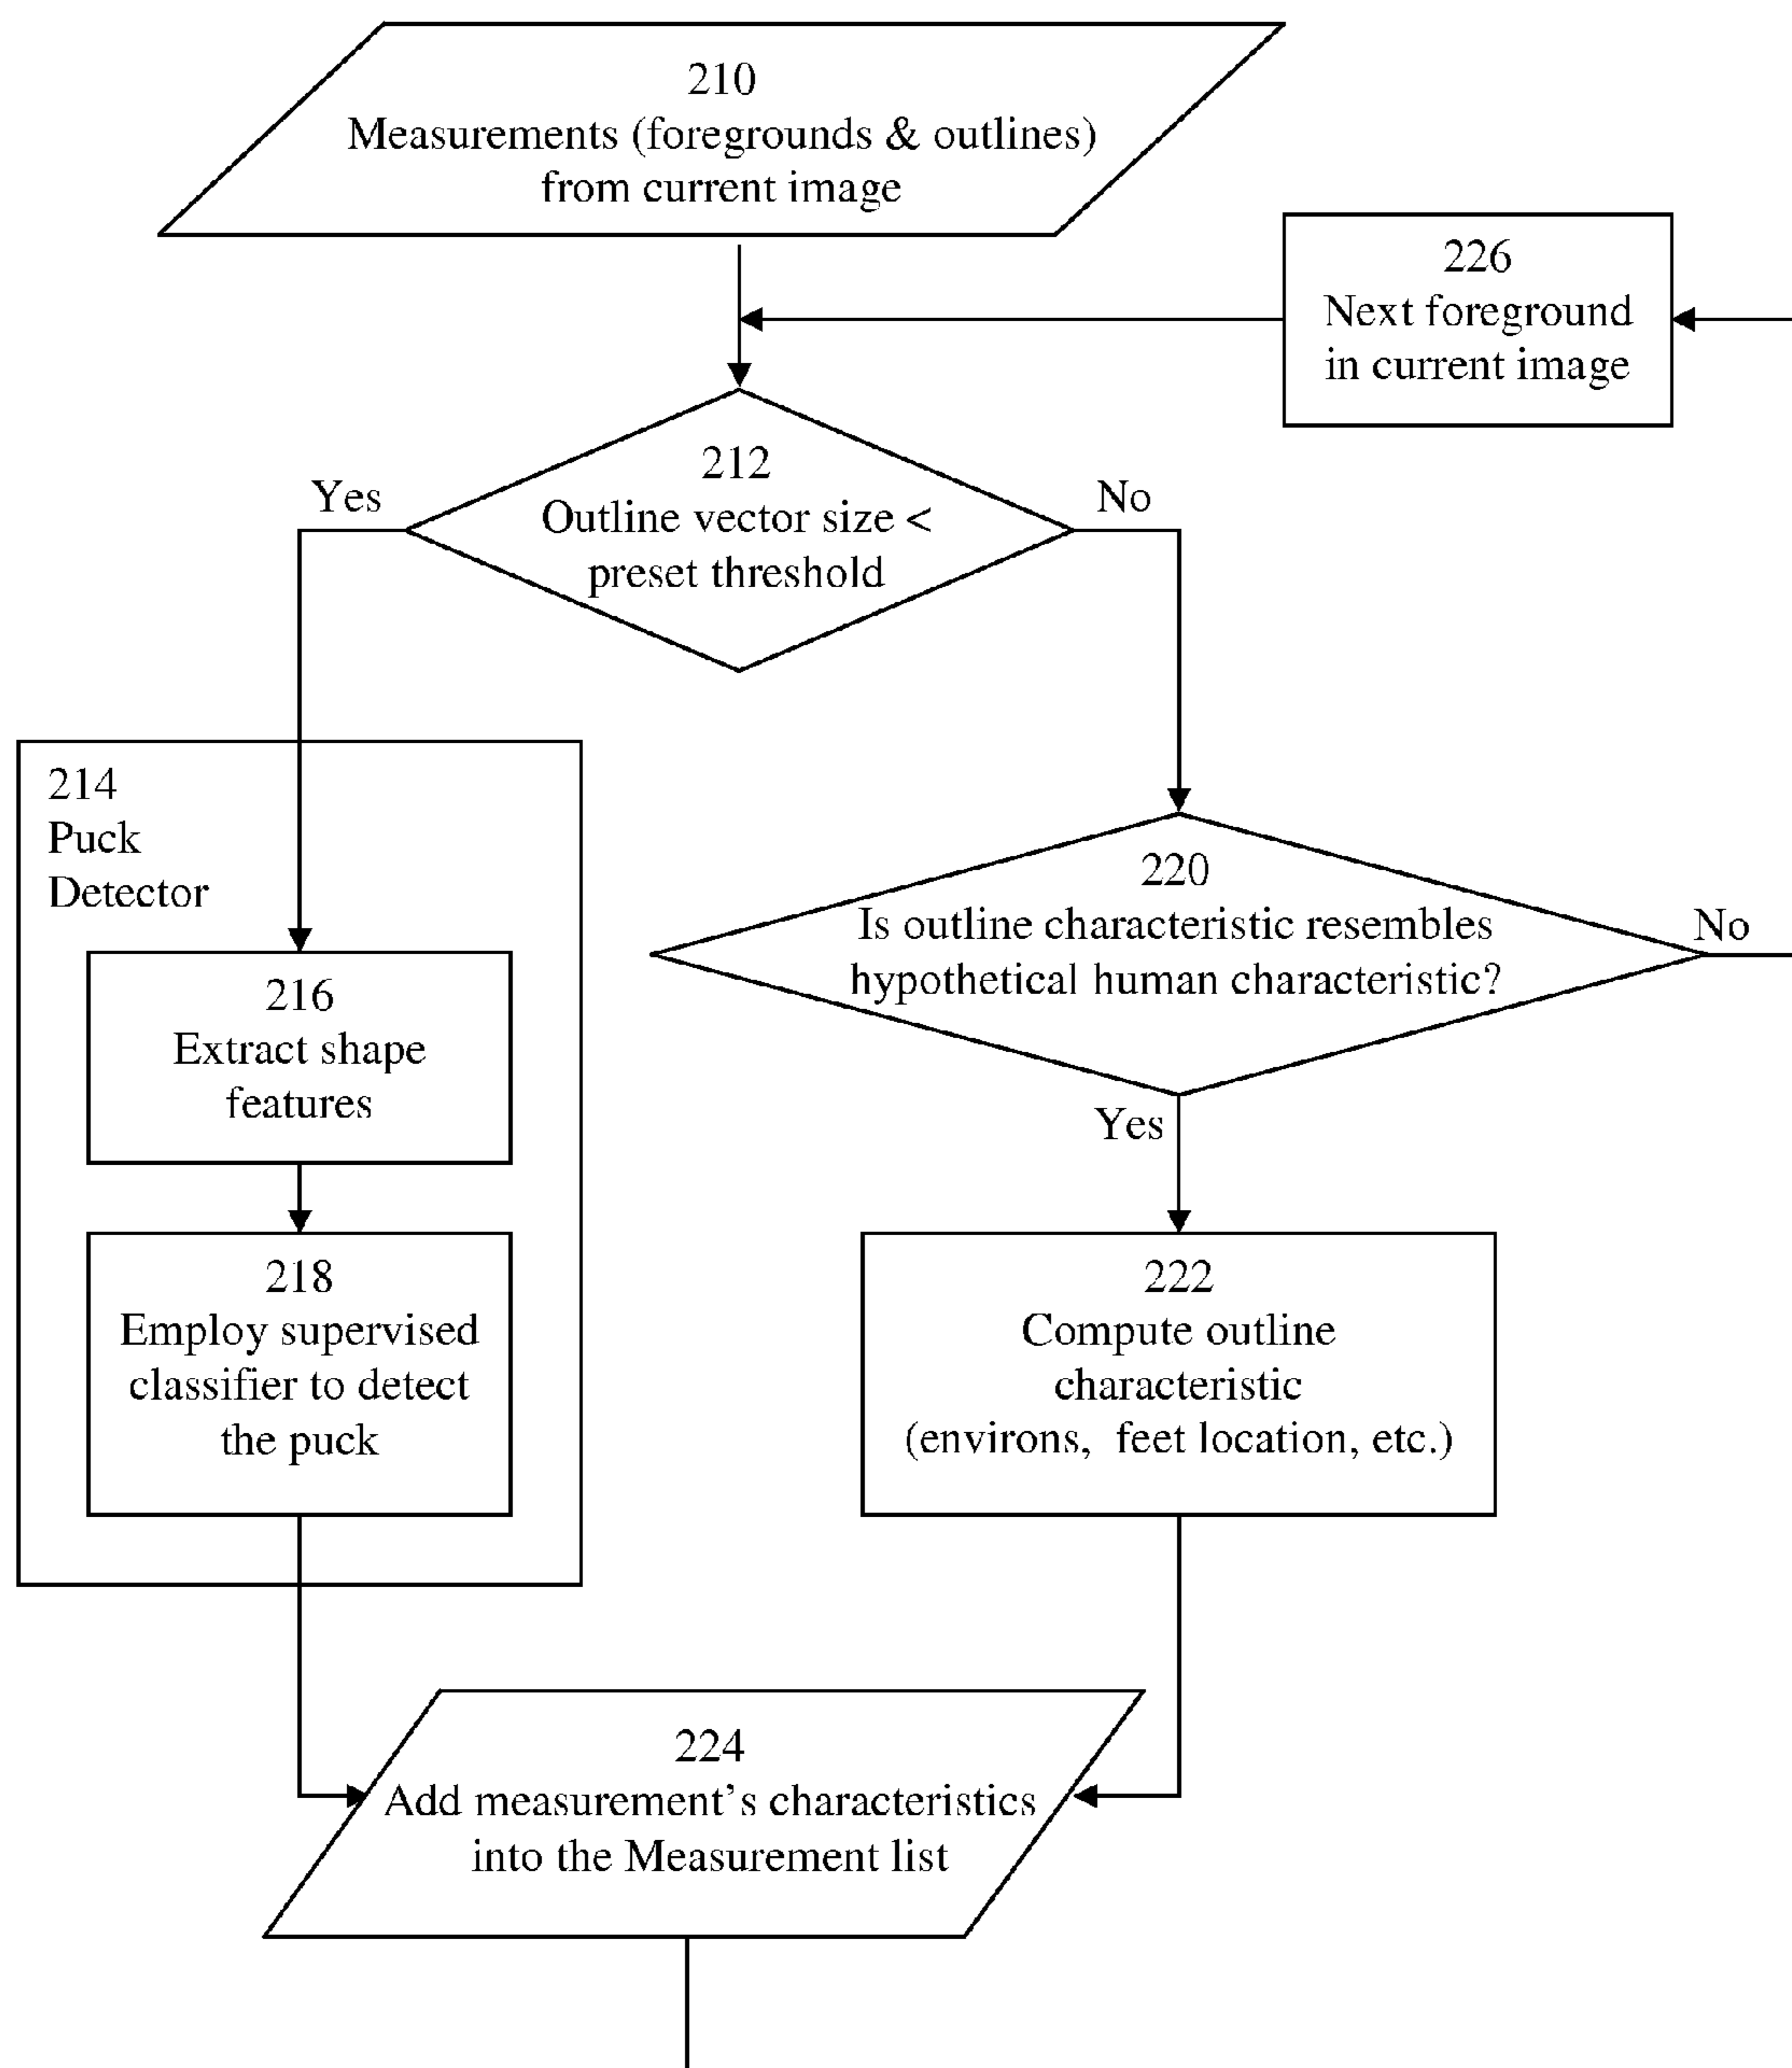 210
Measurements (foregrounds & outlines)
from current image
226
Next foreground
in current image
212
Outline vector size <
preset threshold
Yes
No
214
Puck
Detector
216
Extract shape
features
218
Employ supervised
classifier to detect
the puck
220
Is outline characteristic resembles
hypothetical human characteristic?
No
Yes
222
Compute outline
characteristic
(environs, feet location, etc.)
224
Add measurement's characteristics
into the Measurement list